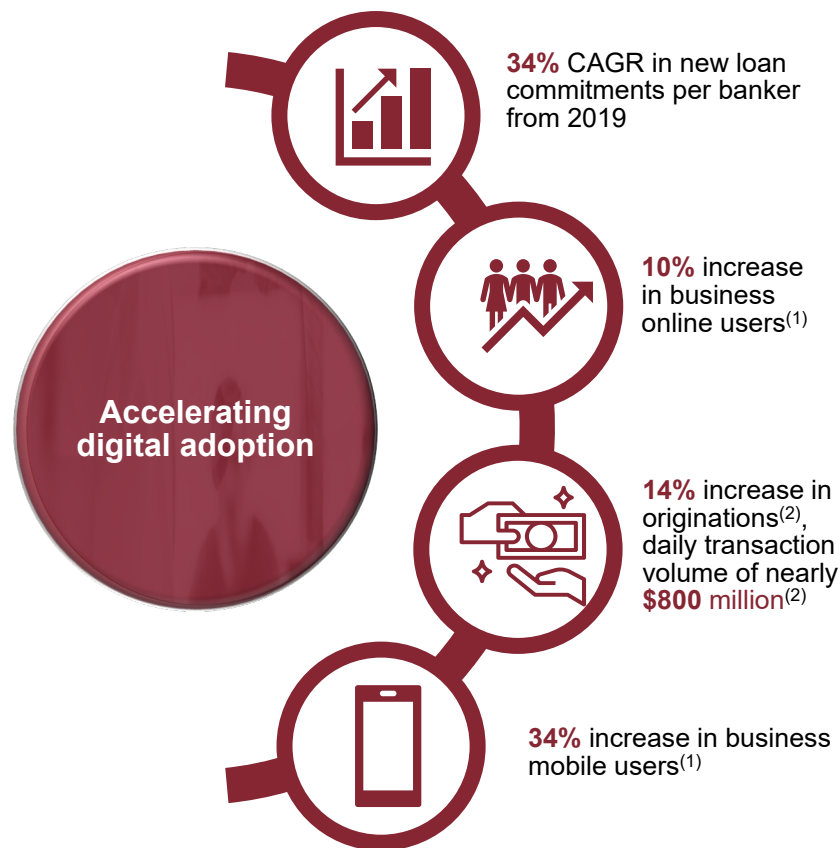 34% CAGR in new loan
commitments per banker
from 2019
10% increase
in business
online users(1)
Accelerating
digital adoption
14% increase in
originations(2),
daily transaction
volume of nearly
$800 million(2)
34% increase in business
mobile users(1)